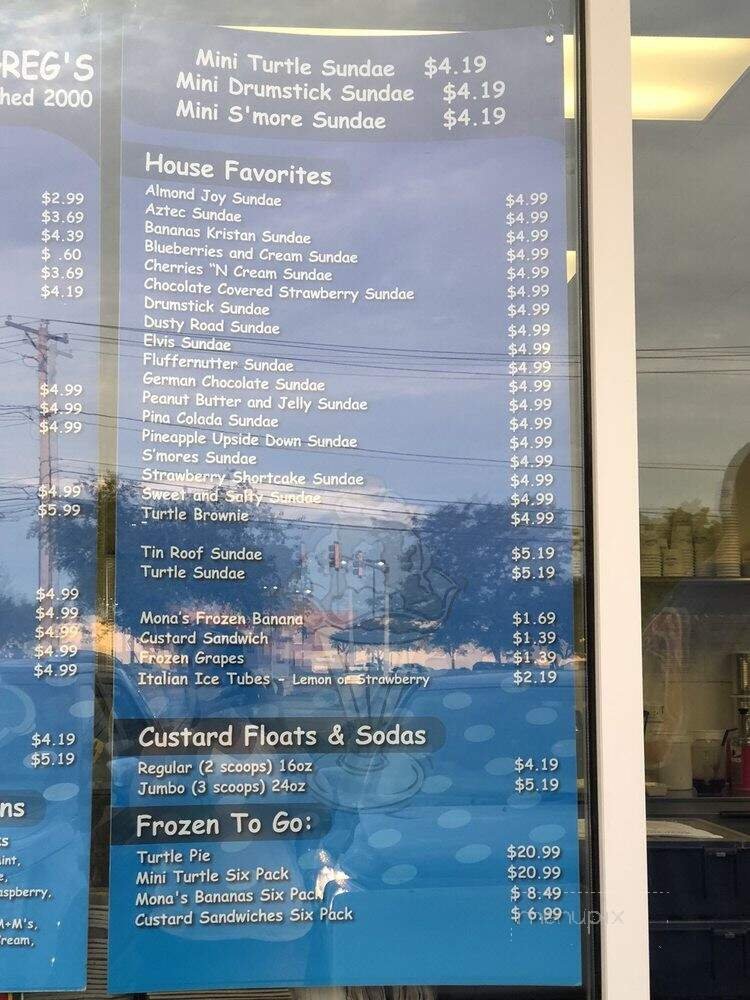 REG'S
hed 2000
$2.99
$3.69
$4.39
$ .60
$3.69
$4.19
$4.99
$4.99
$4.99
$4.99
$5.99
$4.99
$4.99
$4.99
$4.99
$4.99
$4.19
$5.19
ns
ts
int,
e,
aspberry,
M+M's,
ream,
Mini Turtle Sundae $4.19
Mini Drumstick Sundae $4.19
Mini S'more Sundae $4.19
House Favorites
Almond Joy Sundae $4.99
Aztec Sundae $4.99
Bananas Kristan Sundae $4.99
Blueberries and Cream Sundae $4.99
Cherries “N Cream Sundae $4.99
Chocolate Covered Strawberry Sundae $4.99
Drumstick Sundae $4.99
Dusty Road Sundae $4.99
Elvis Sundae $4.99
Fluffernutter Sundae $4.99
German Chocolate Sundae $4.99
Peanut Butter and Jelly Sundae $4.99
Pina Colada Sundae $4.99
Pineapple Upside Down Sundae $4.99
S'mores Sundae $4.99
Strawberry Shortcake Sundae $4.99
Sweet and Salty Sundae $4.99
Turtle Brownie $4.99
Tin Roof Sundae $5.19
Turtle Sundae $5.19
Mona's Frozen Banana $1.69
Custard Sandwich $1.39
Frozen Grapes $1.39
Italian Ice Tubes - Lemon or Strawberry $2.19
Custard Floats & Sodas
Regular (2 scoops) 16oz $4.19
Jumbo (3 scoops) 24oz $5.19
Frozen To Go:
Turtle Pie $20.99
Mini Turtle Six Pack $20.99
Mona's Bananas Six Pack $ 8.49
Custard Sandwiches Six Pack $ 6.99
menupix